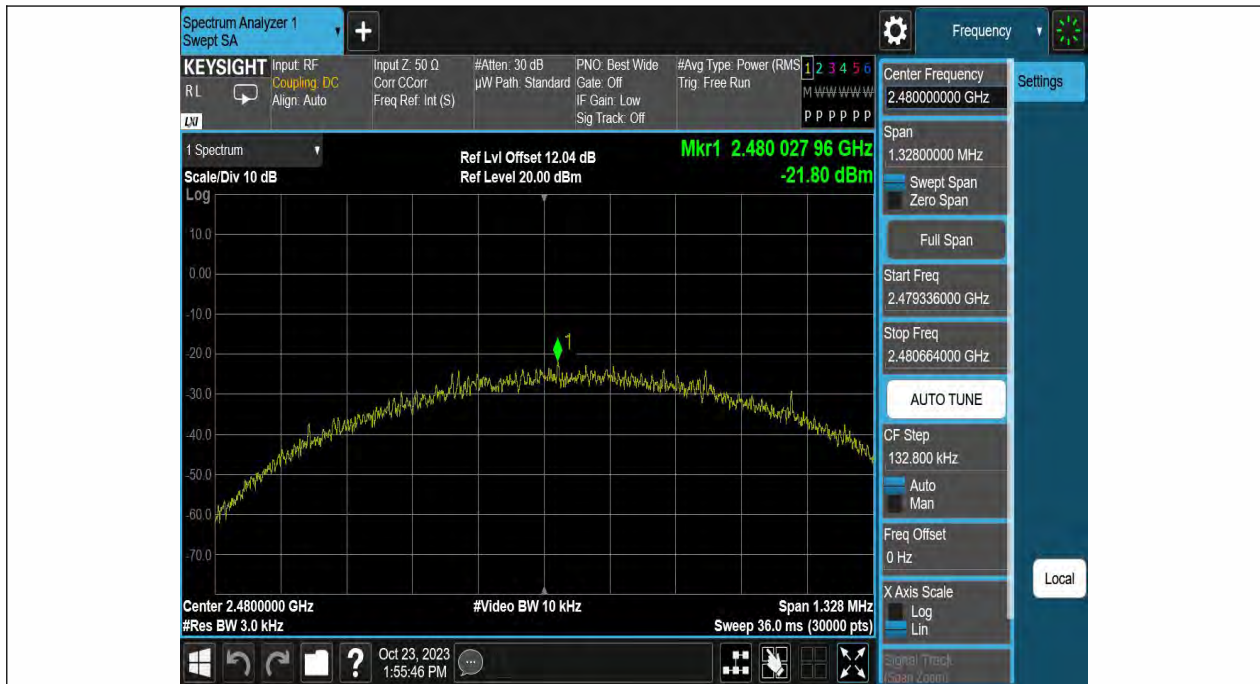 Spectrum Analyzer 1
Swept SA
+
Frequency
KEYSIGHT
RL
LXI
Input: RF
Coupling: DC
Align: Auto
Input Z: 50 Ω
Corr CCorr
Freq Ref: Int (S)
#Atten: 30 dB
µW Path: Standard
PNO: Best Wide
Gate: Off
IF Gain: Low
Sig Track: Off
#Avg Type: Power (RMS
Trig: Free Run
1 2 3 4 5 6
M W W W W W
P P P P P P
1 Spectrum
Scale/Div 10 dB
Ref Lvl Offset 12.04 dB
Ref Level 20.00 dBm
Mkr1 2.480 027 96 GHz
-21.80 dBm
Log
10.0
0.00
-10.0
-20.0
-30.0
-40.0
-50.0
-60.0
-70.0
1
Center 2.4800000 GHz
#Res BW 3.0 kHz
#Video BW 10 kHz
Span 1.328 MHz
Sweep 36.0 ms (30000 pts)
Center Frequency
2.480000000 GHz
Settings
Span
1.32800000 MHz
Swept Span
Zero Span
Full Span
Start Freq
2.479336000 GHz
Stop Freq
2.480664000 GHz
AUTO TUNE
CF Step
132.800 kHz
Auto
Man
Freq Offset
0 Hz
X Axis Scale
Log
Lin
Signal Track
(Span Zoom)
Local
?
Oct 23, 2023
1:55:46 PM